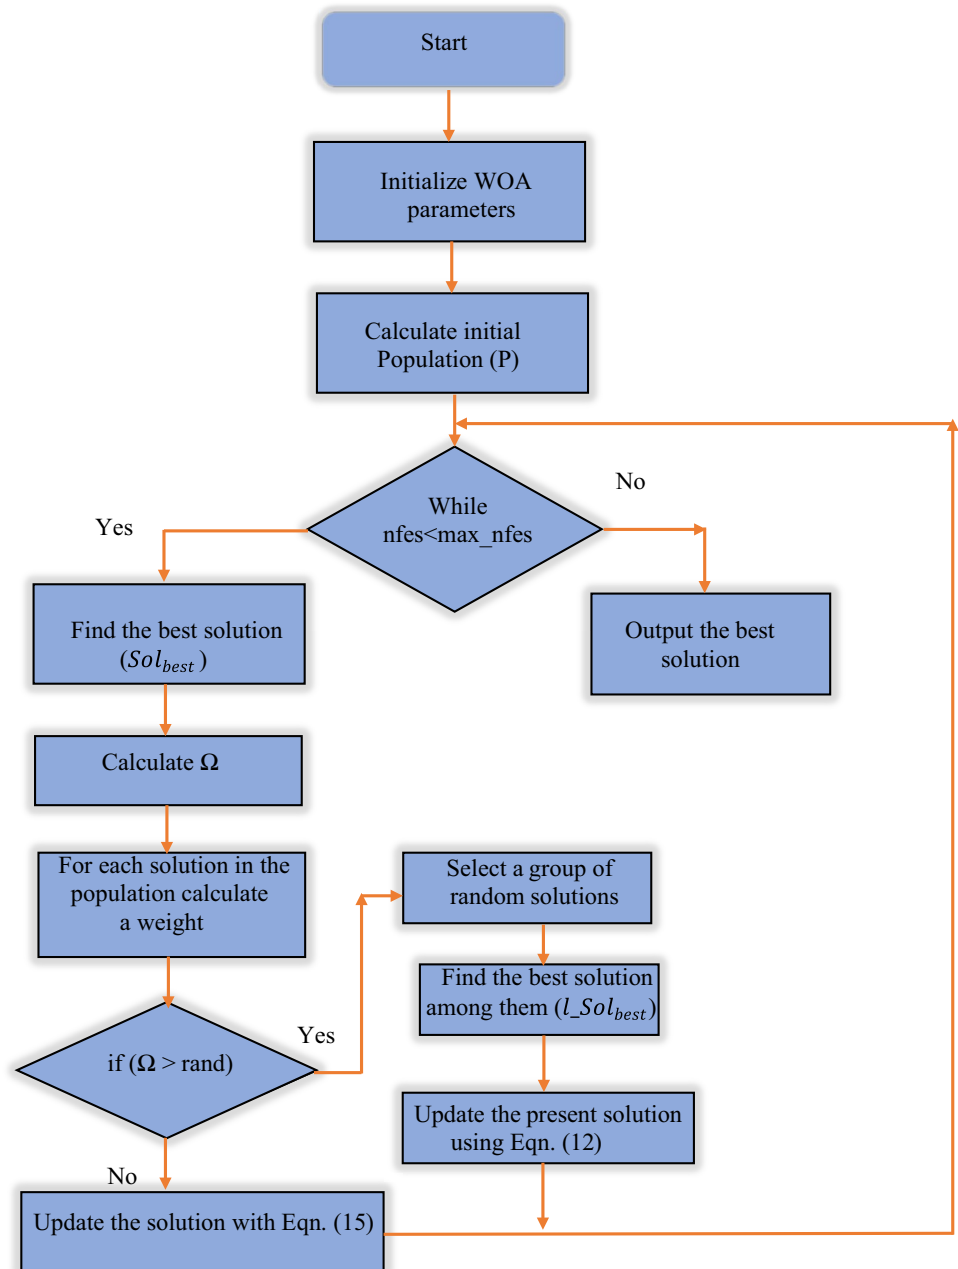 Start
Initialize WOA
parameters
Calculate initial
Population (P)
While
nfes<max_nfes
No
Yes
Find the best solution
(Sol_best)
Output the best
solution
Calculate Ω
For each solution in the
population calculate
a weight
Select a group of
random solutions
Find the best solution
among them (l_Sol_best)
if (Ω > rand)
Yes
Update the present solution
using Eqn. (12)
No
Update the solution with Eqn. (15)